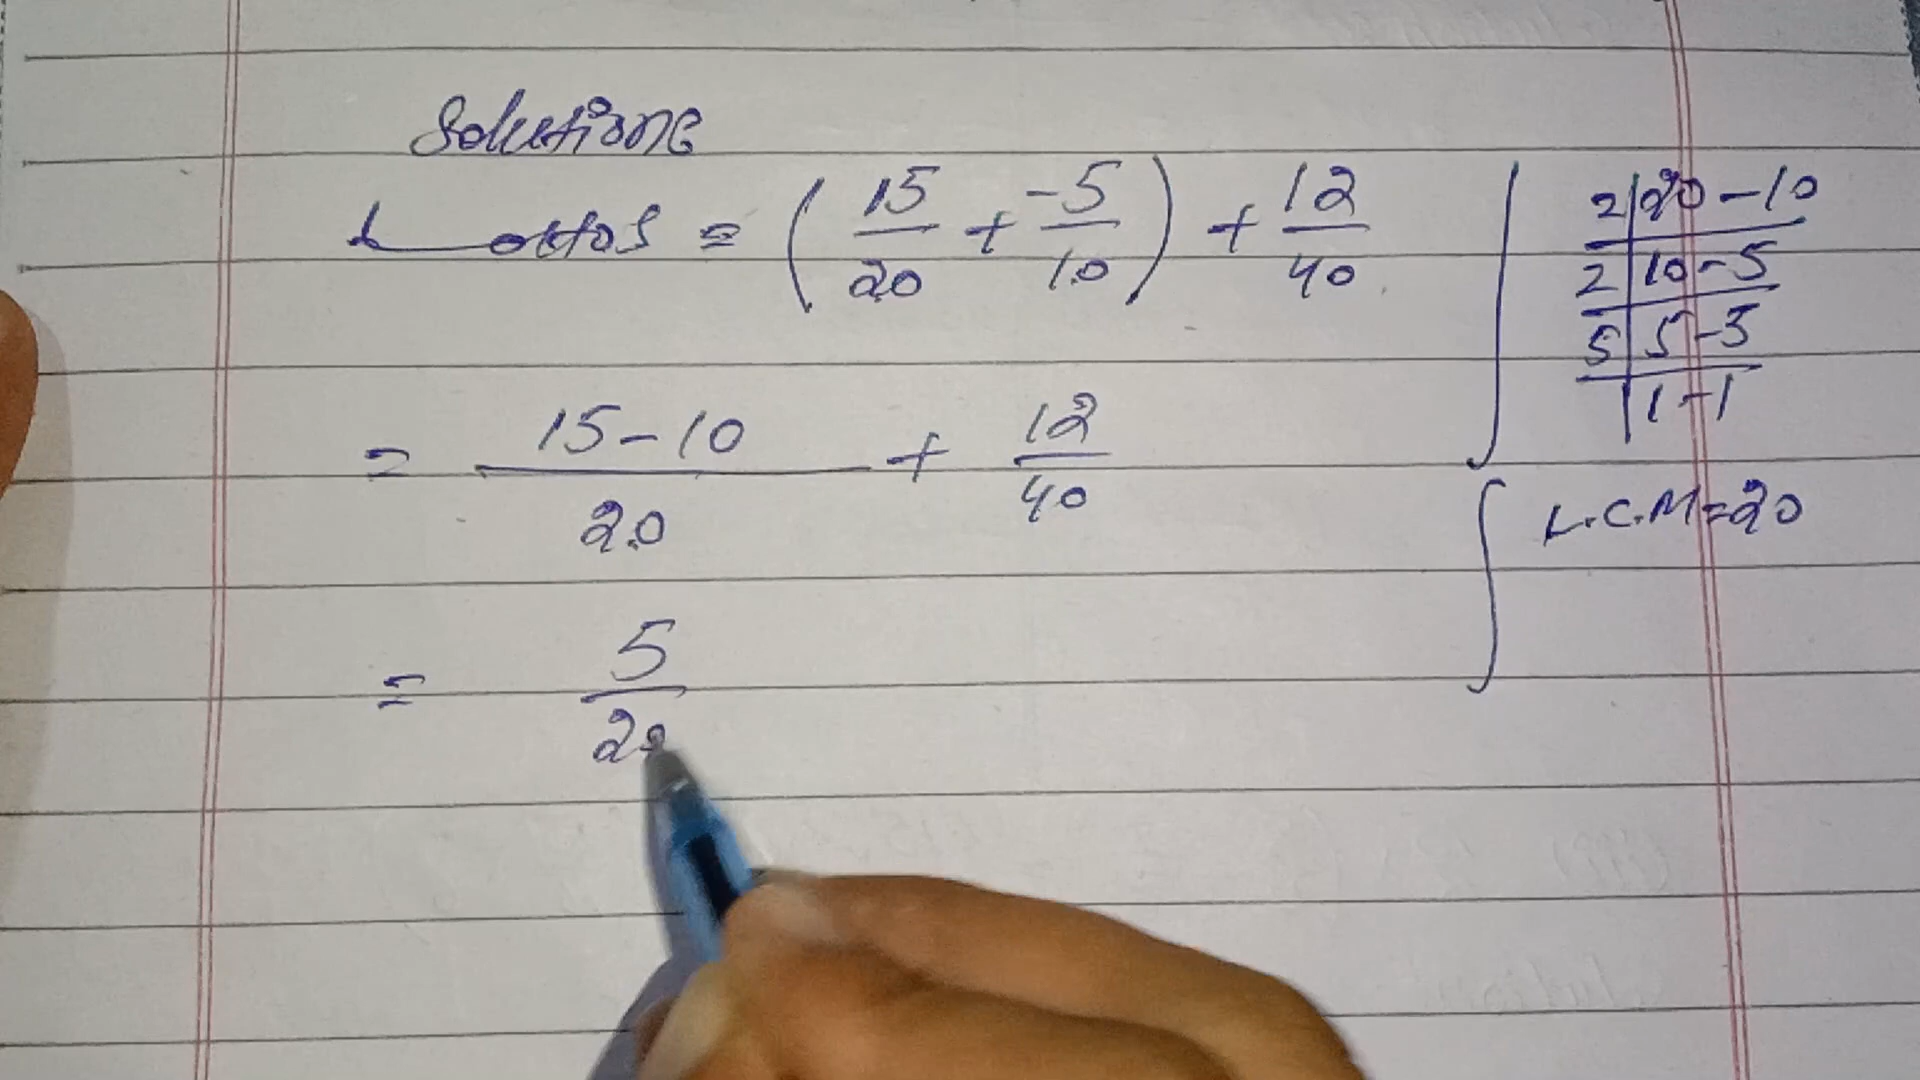 Solution
= (15/20 + -5/10) + 12/40
= 15-10/20 + 12/40
= 5/20
2|20-10
2|10-5
5|5-5
|1-1
L.C.M=20